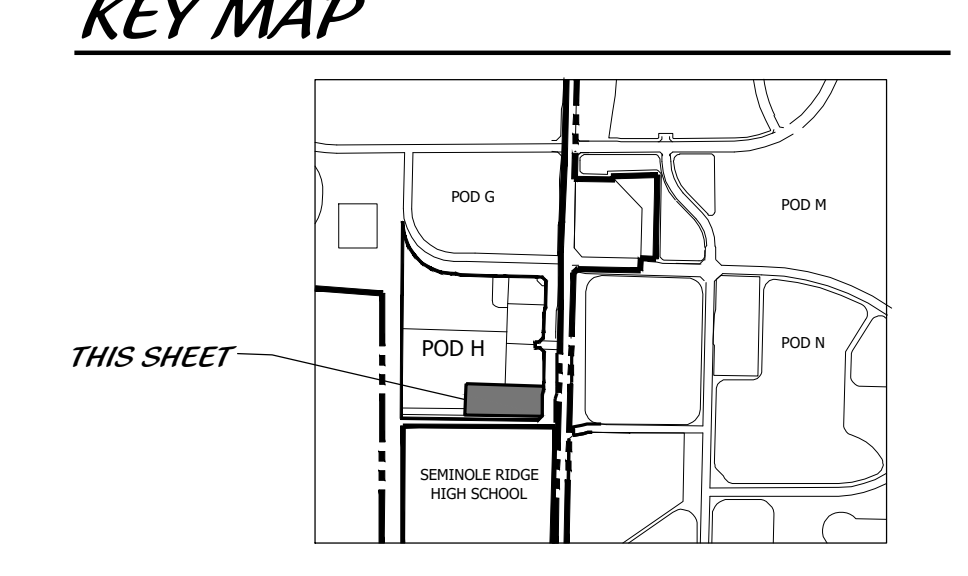 KEY MAP
POD G
POD M
POD H
POD N
THIS SHEET
SEMINOLE RIDGE
HIGH SCHOOL